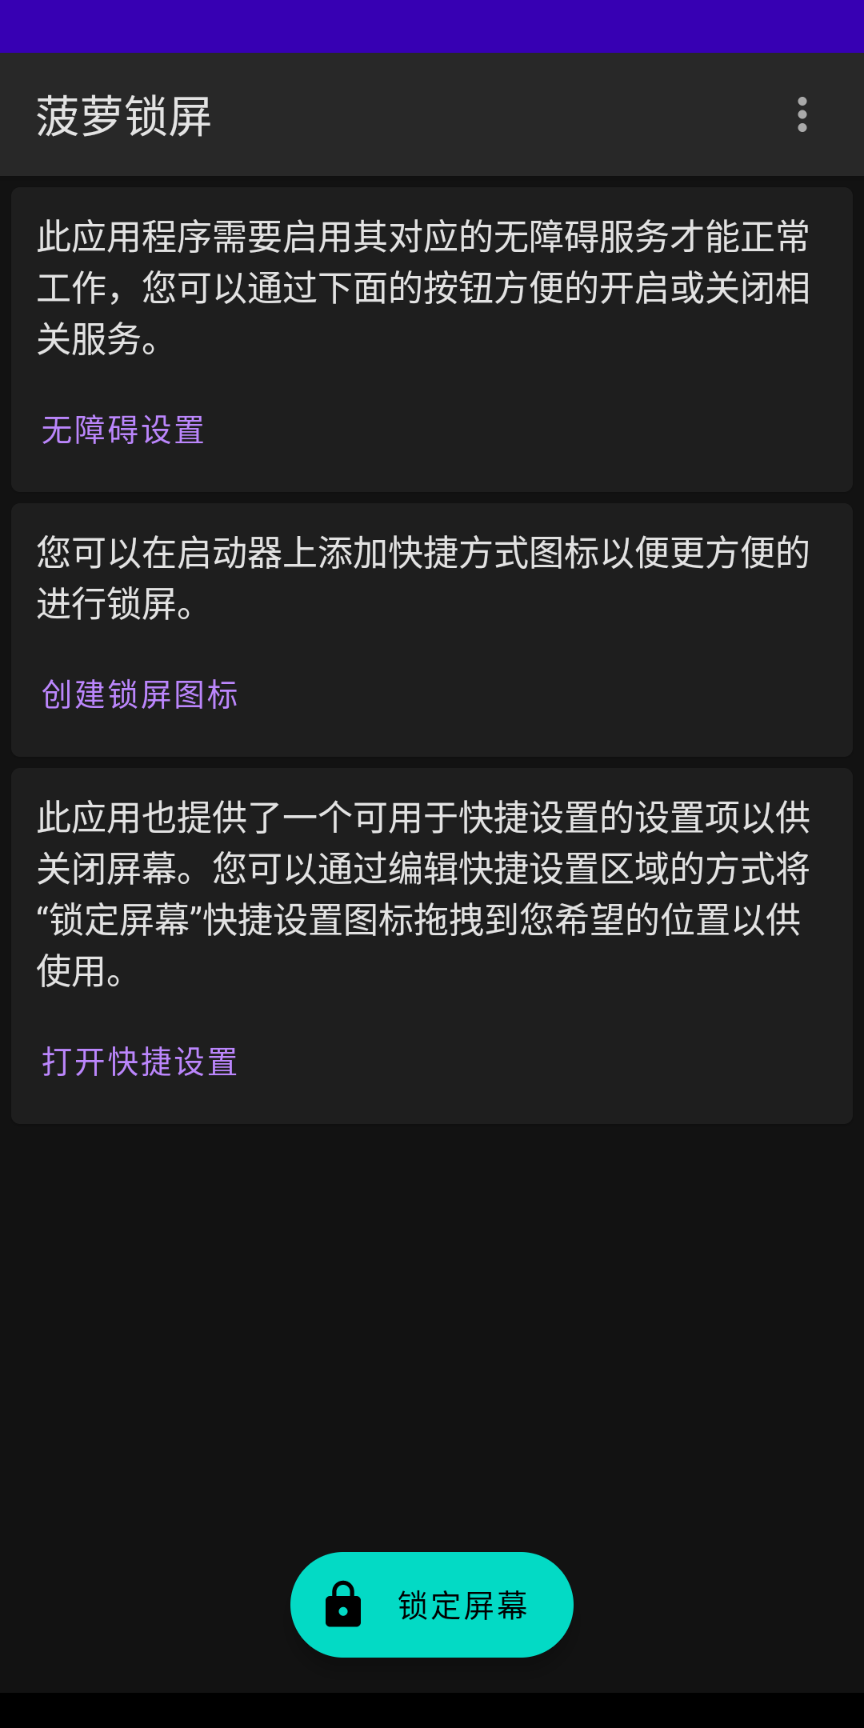 菠萝锁屏
此应用程序需要启用其对应的无障碍服务才能正常
工作，您可以通过下面的按钮方便的开启或关闭相
关服务。
无障碍设置
您可以在启动器上添加快捷方式图标以便更方便的
进行锁屏。
创建锁屏图标
此应用也提供了一个可用于快捷设置的设置项以供
关闭屏幕。您可以通过编辑快捷设置区域的方式将
“锁定屏幕”快捷设置图标拖拽到您希望的位置以供
使用。
打开快捷设置
锁定屏幕